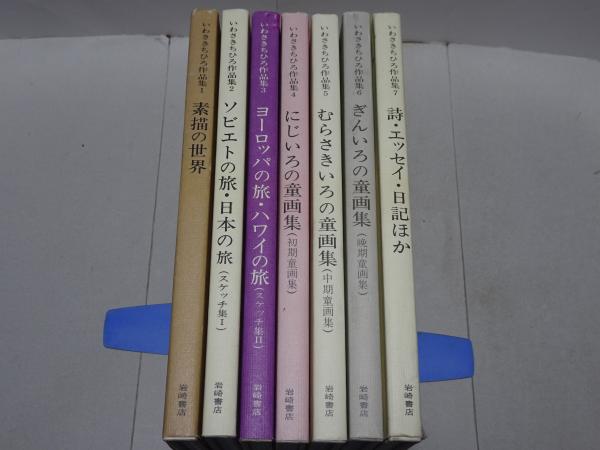 いわさきちひろ作品集1
素描の世界
岩崎書店
いわさきちひろ作品集2
ソビエトの旅・日本の旅(スケッチ集I)
岩崎書店
いわさきちひろ作品集3
ヨーロッパの旅・ハワイの旅(スケッチ集II)
岩崎書店
いわさきちひろ作品集4
にじいろの童画集(初期童画集)
岩崎書店
いわさきちひろ作品集5
むらさきいろの童画集(中期童画集)
岩崎書店
いわさきちひろ作品集6
ぎんいろの童画集(晩期童画集)
岩崎書店
いわさきちひろ作品集7
詩・エッセイ・日記ほか
岩崎書店